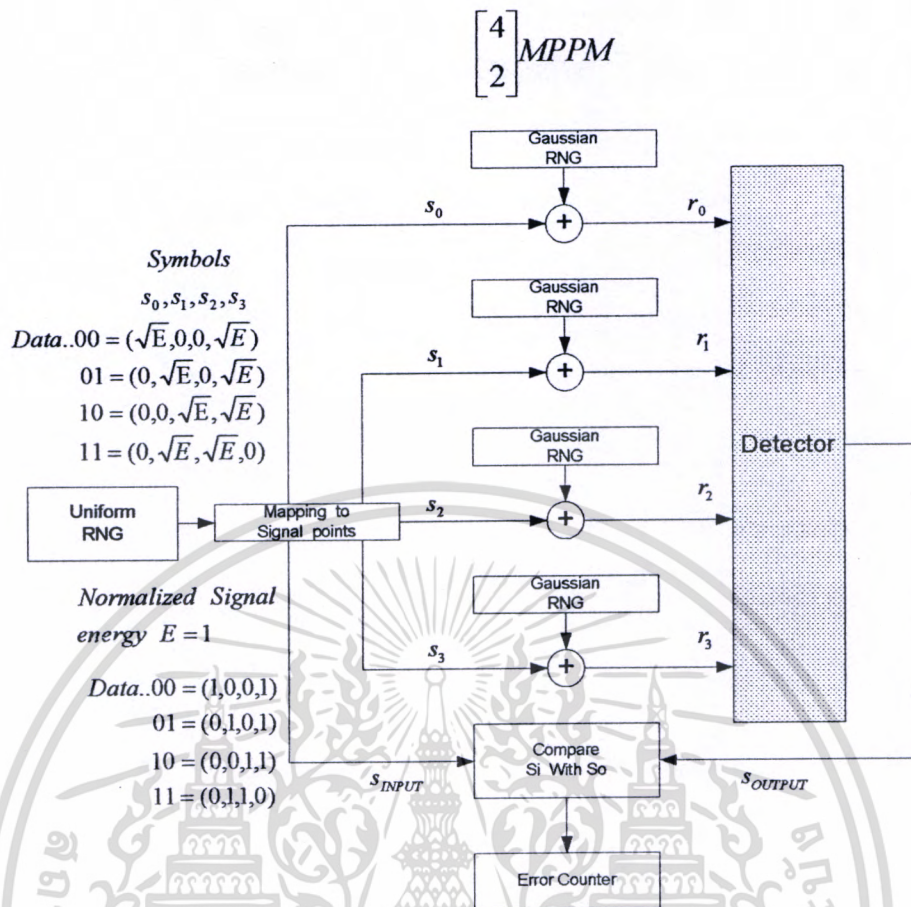 [4 2] MPPM
Gaussian
RNG
s₀
r₀
Symbols
s₀,s₁,s₂,s₃
Data..00 = (√E,0,0,√E)
01 = (0,√E,0,√E)
10 = (0,0,√E,√E)
11 = (0,√E,√E,0)
Gaussian
RNG
s₁
r₁
Gaussian
RNG
s₂
r₂
Detector
Uniform
RNG
Mapping to
Signal points
Gaussian
RNG
s₃
r₃
Normalized Signal
energy E = 1
Data..00 = (1,0,0,1)
01 = (0,1,0,1)
10 = (0,0,1,1)
11 = (0,1,1,0)
Compare
Si With So
s_INPUT
s_OUTPUT
Error Counter